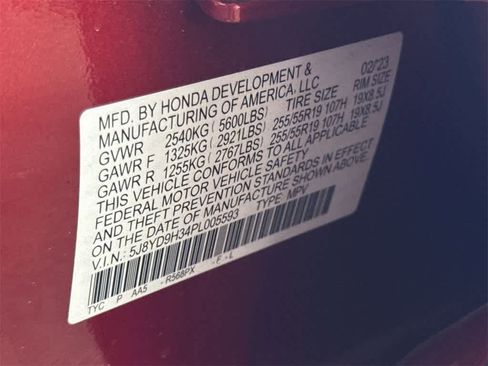 MFD. BY HONDA DEVELOPMENT & 02/'23
MANUFACTURING OF AMERICA, LLC
TIRE SIZE RIM SIZE
GVWR 2540KG ( 5600LBS)
GAWR F 1325KG ( 2921LBS) 255/55R19 107H 19X8.5J
GAWR R 1255KG ( 2767LBS) 255/55R19 107H 19X8.5J
THIS VEHICLE CONFORMS TO ALL APPLICABLE
FEDERAL MOTOR VEHICLE SAFETY
AND THEFT PREVENTION STANDARDS IN EFFECT
ON THE DATE OF MANUFACTURE SHOWN ABOVE.
V.I.N.: 5J8YD9H34PL005593 TYPE: MPV
TYC P AA5 - R568PX - F - L